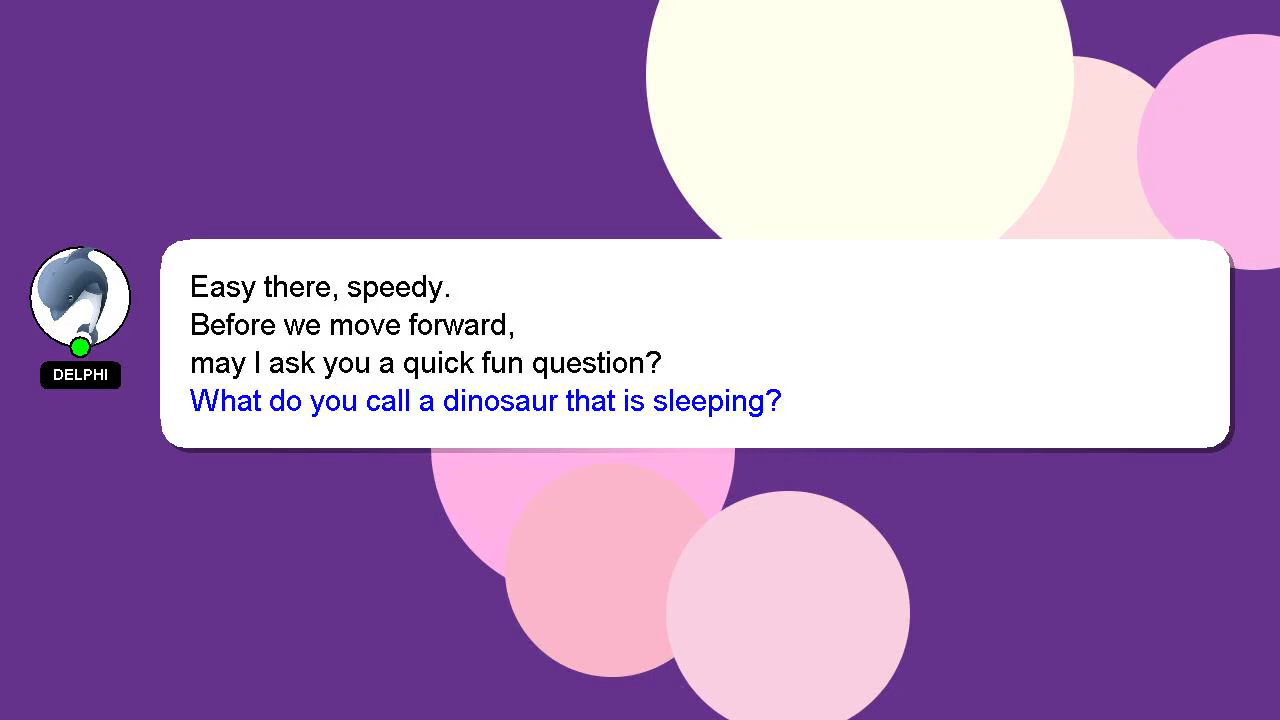 Easy there, speedy.
Before we move forward,
may I ask you a quick fun question?
What do you call a dinosaur that is sleeping?
DELPHI